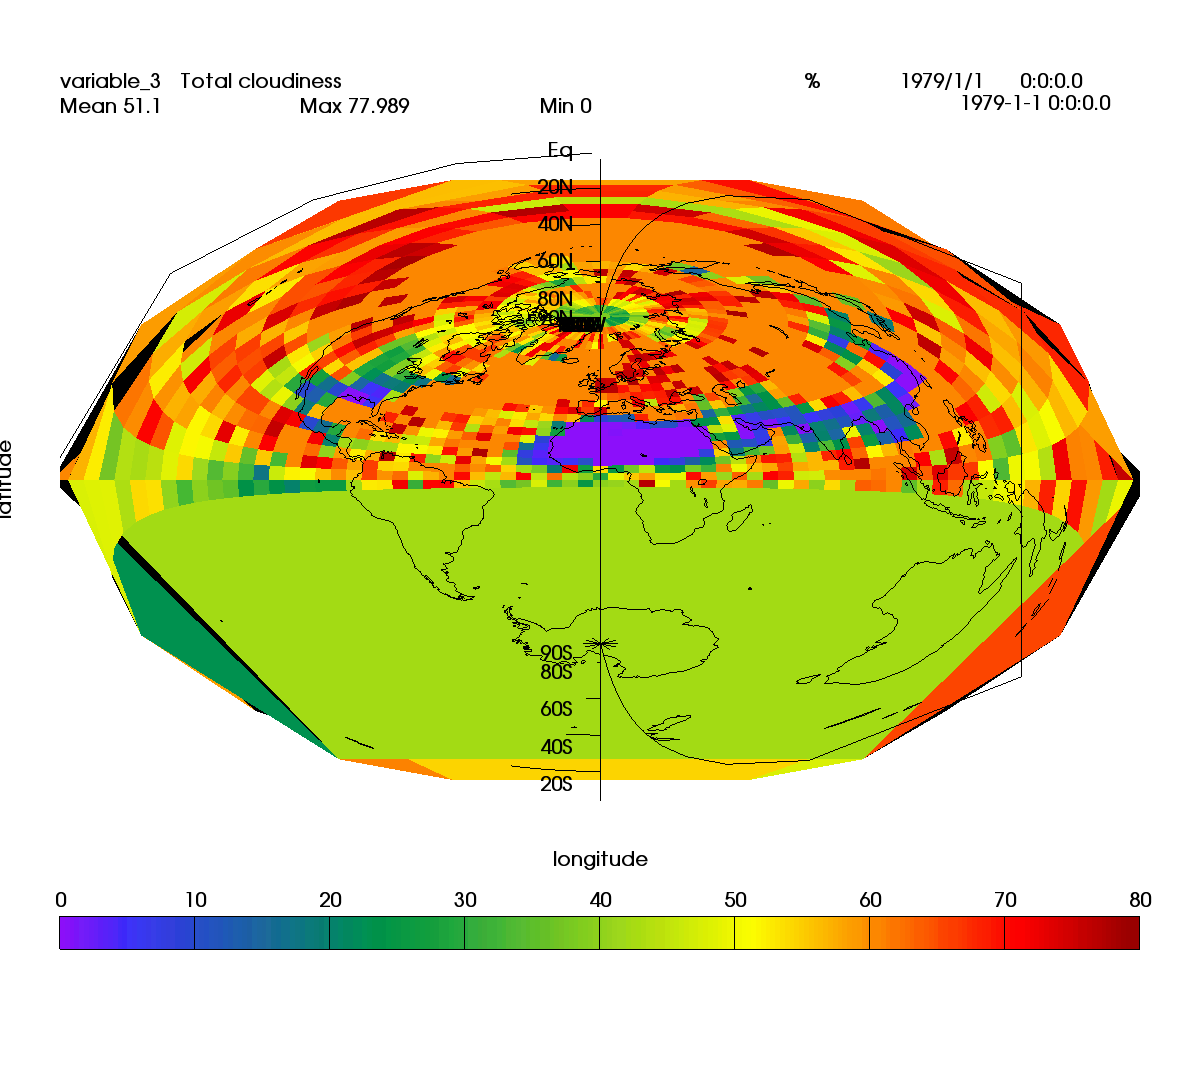 variable_3 Total cloudiness % 1979/1/1 0:0:0.0
Mean 51.1 Max 77.989 Min 0 1979-1-1 0:0:0.0
Eq
20N
40N
60N
80N
90N
90S
80S
60S
40S
20S
latitude
longitude
0 10 20 30 40 50 60 70 80